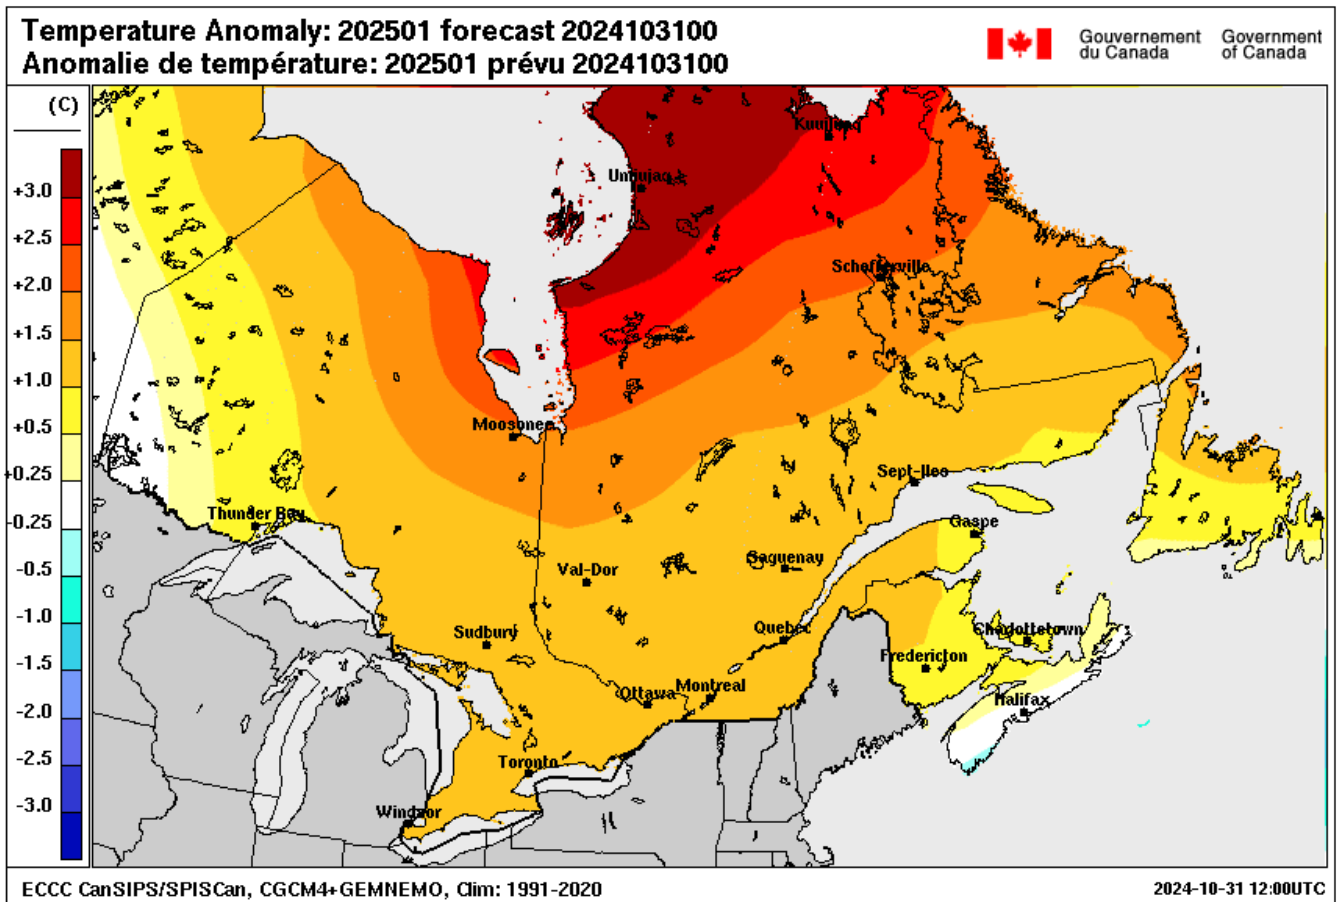 Temperature Anomaly: 202501 forecast 2024103100
Anomalie de température: 202501 prévu 2024103100
Gouvernement du Canada
Government of Canada
(C)
+3.0
+2.5
+2.0
+1.5
+1.0
+0.5
+0.25
-0.25
-0.5
-1.0
-1.5
-2.0
-2.5
-3.0
Kuujjuaq
Umiujaq
Schefferville
Moosonee
Sept-Iles
Thunder Bay
Gaspe
Saguenay
Val-Dor
Sudbury
Quebec
Charlottetown
Fredericton
Ottawa
Montreal
Halifax
Toronto
Windsor
ECCC CanSIPS/SPISCan, CGCM4+GEMNEMO, Clim: 1991-2020
2024-10-31 12:00UTC